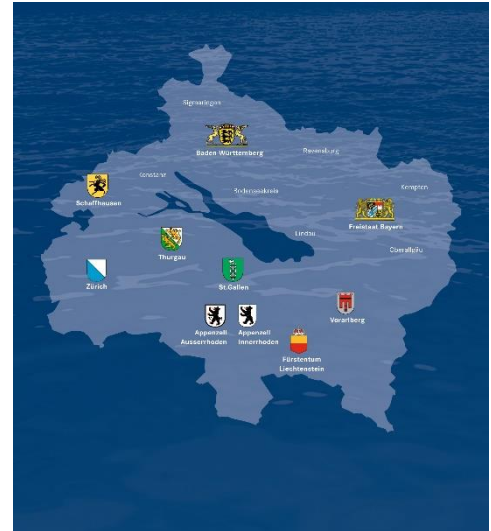 Sigmaringen
Baden Württemberg
Ravensburg
Konstanz
Kempten
Schaffhausen
Bodenseekreis
Freistaat Bayern
Lindau
Oberallgäu
Thurgau
Zürich
St.Gallen
Vorarlberg
Appenzell
Ausserrhoden
Appenzell
Innerrhoden
Fürstentum
Liechtenstein